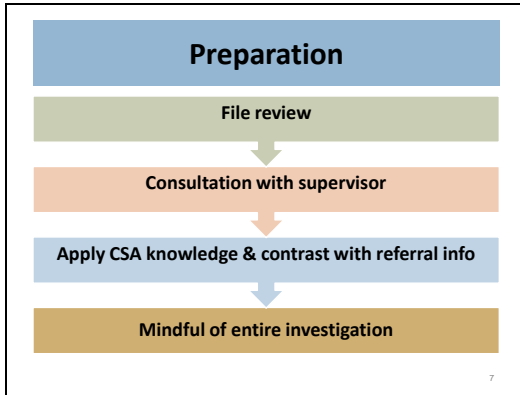 Preparation
File review
Consultation with supervisor
Apply CSA knowledge & contrast with referral info
Mindful of entire investigation
7